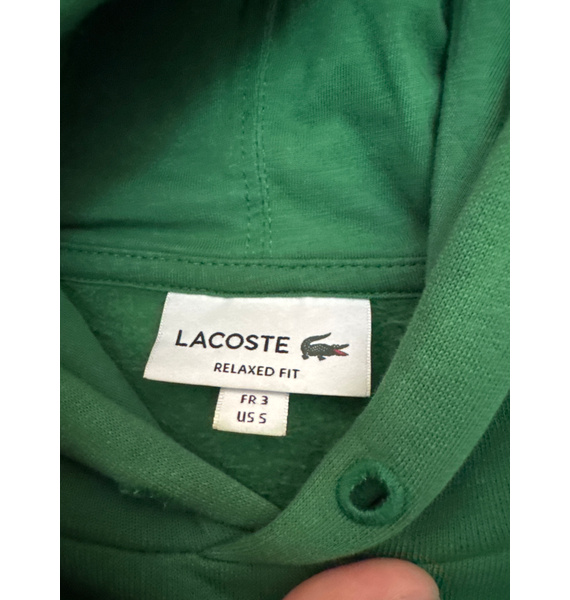 LACOSTE
RELAXED FIT
FR 3
US S